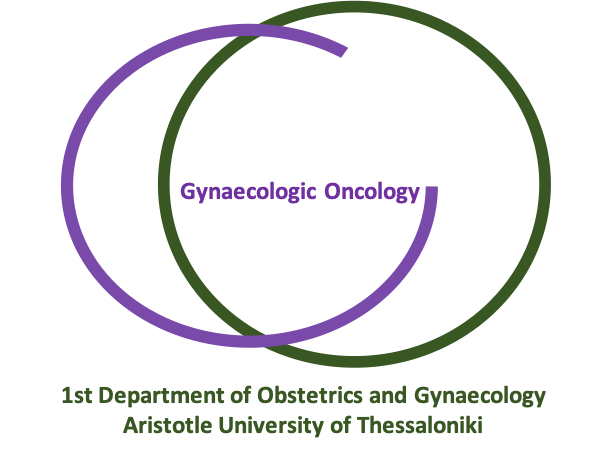 Gynaecologic Oncology
1st Department of Obstetrics and Gynaecology
Aristotle University of Thessaloniki